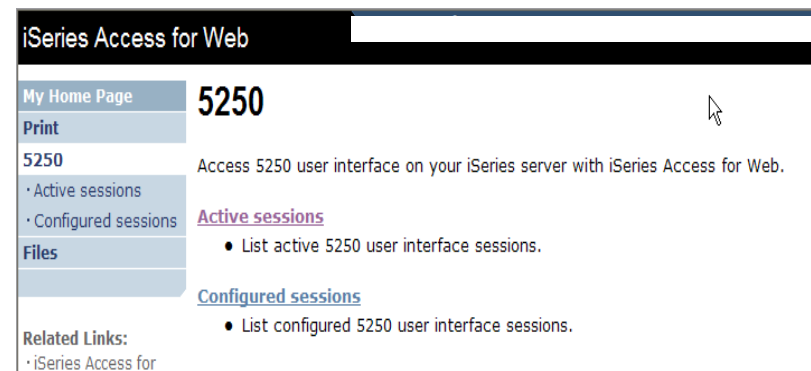 iSeries Access for Web
My Home Page
Print
5250
· Active sessions
· Configured sessions
Files
Related Links:
· iSeries Access for
5250
Access 5250 user interface on your iSeries server with iSeries Access for Web.
Active sessions
● List active 5250 user interface sessions.
Configured sessions
● List configured 5250 user interface sessions.